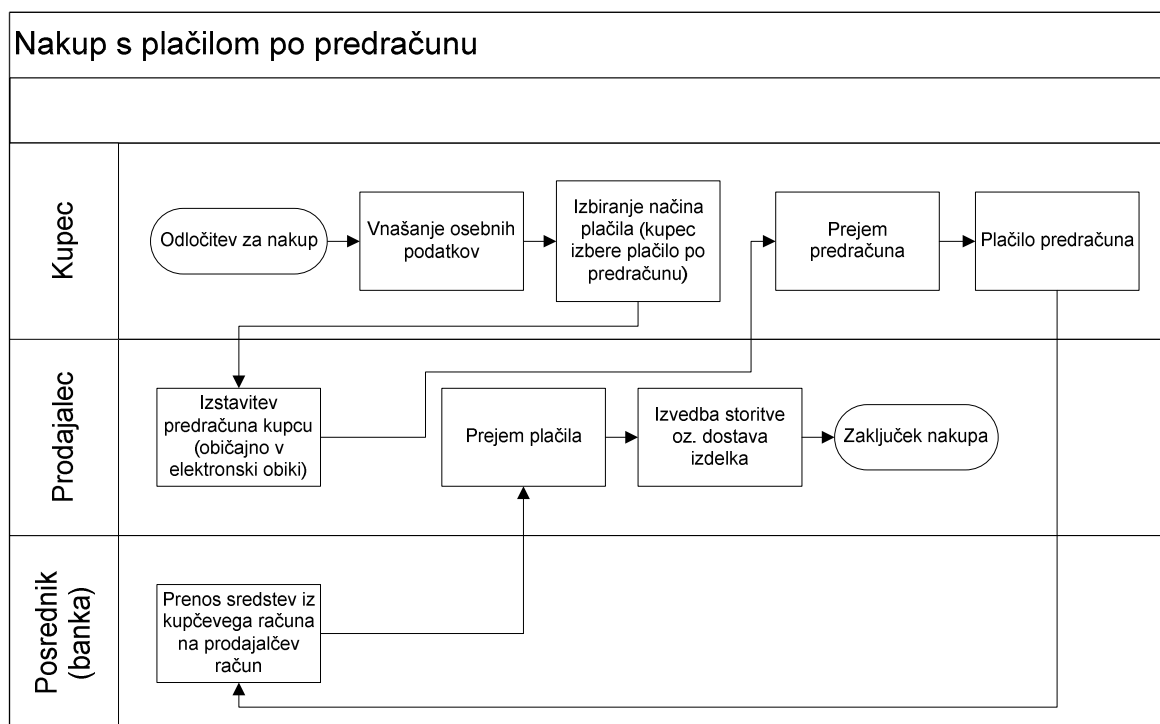 Nakup s plačilom po predračunu
Kupec
Odločitev za nakup
Vnašanje osebnih
podatkov
Izbiranje načina
plačila (kupec
izbere plačilo po
predračunu)
Prejem
predračuna
Plačilo predračuna
Prodajalec
Izstavitev
predračuna kupcu
(običajno v
elektronski obiki)
Prejem plačila
Izvedba storitve
oz. dostava
izdelka
Zaključek nakupa
Posrednik
(banka)
Prenos sredstev iz
kupčevega računa
na prodajalčev
račun